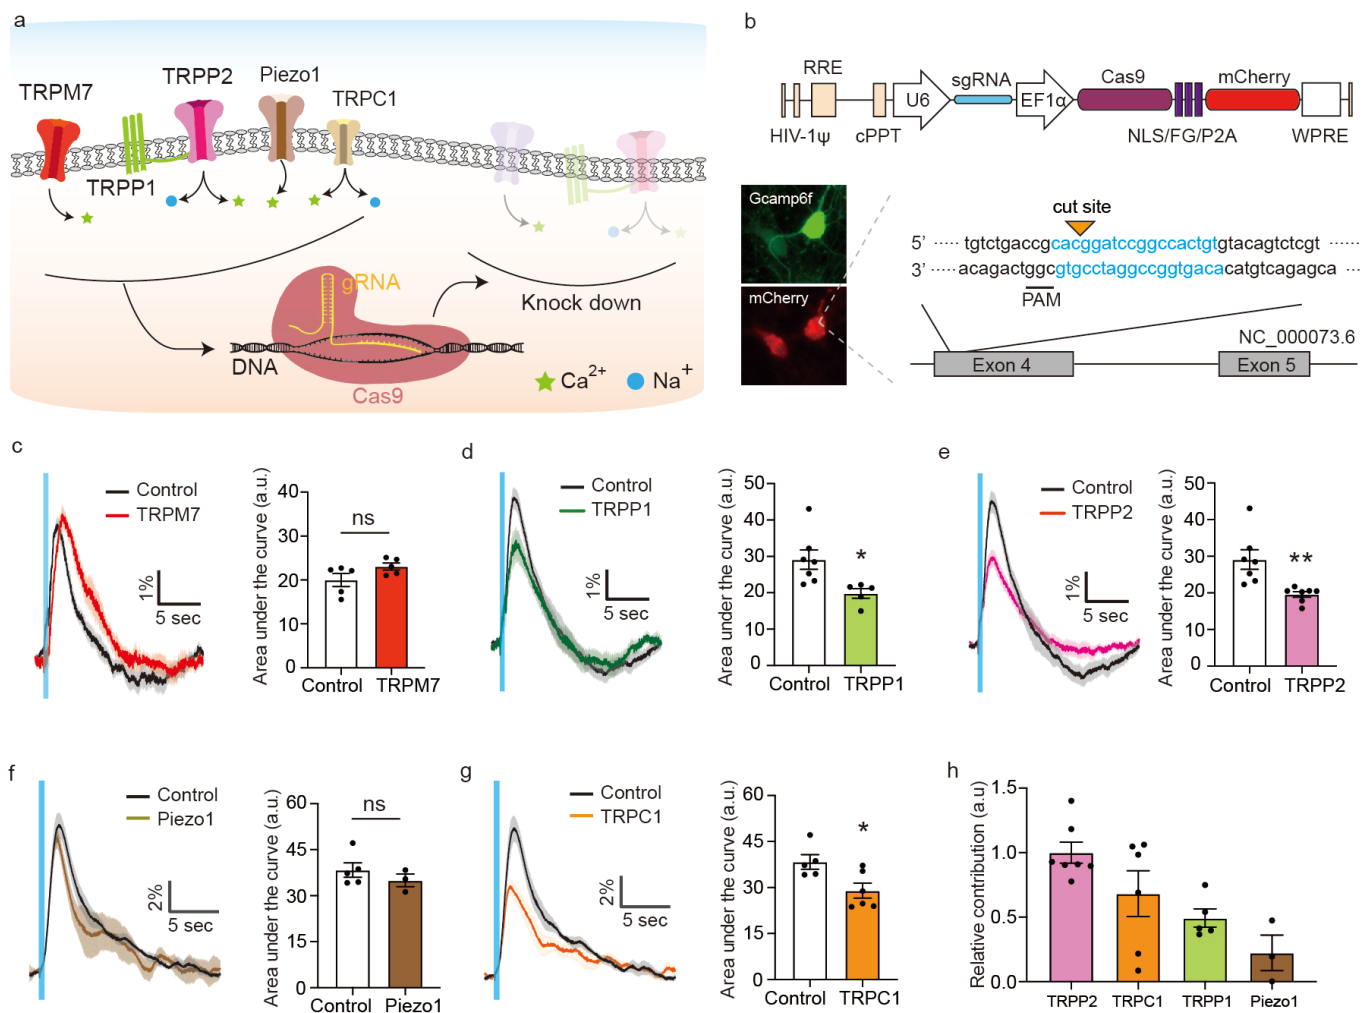 a
TRPM7
TRPP2
Piezo1
TRPC1
TRPP1
gRNA
Knock down
DNA
Cas9
Ca2+
Na+
b
RRE
sgRNA
Cas9
mCherry
U6
EF1α
HIV-1ψ
cPPT
NLS/FG/P2A
WPRE
Gcamp6f
mCherry
cut site
5’ ····· tgtctgaccgcacggatccggccactgtgtacagtctcgt ······
3’ ····· acagactggcgtgcctaggccggtgacacatgtcagagca ···
PAM
NC_000073.6
Exon 4
Exon 5
c
Control
TRPM7
1%
5 sec
Area under the curve (a.u.)
40
30
20
10
0
ns
Control
TRPM7
d
Control
TRPP1
1%
5 sec
Area under the curve (a.u.)
50
40
30
20
10
0
*
Control
TRPP1
e
Control
TRPP2
1%
5 sec
Area under the curve (a.u.)
50
40
30
20
10
0
**
Control
TRPP2
f
Control
Piezo1
2%
5 sec
Area under the curve (a.u.)
60
45
30
15
0
ns
Control
Piezo1
g
Control
TRPC1
2%
5 sec
Area under the curve (a.u.)
60
45
30
15
0
*
Control
TRPC1
h
Relative contribution (a.u)
1.5
1.0
0.5
0.0
TRPP2
TRPC1
TRPP1
Piezo1